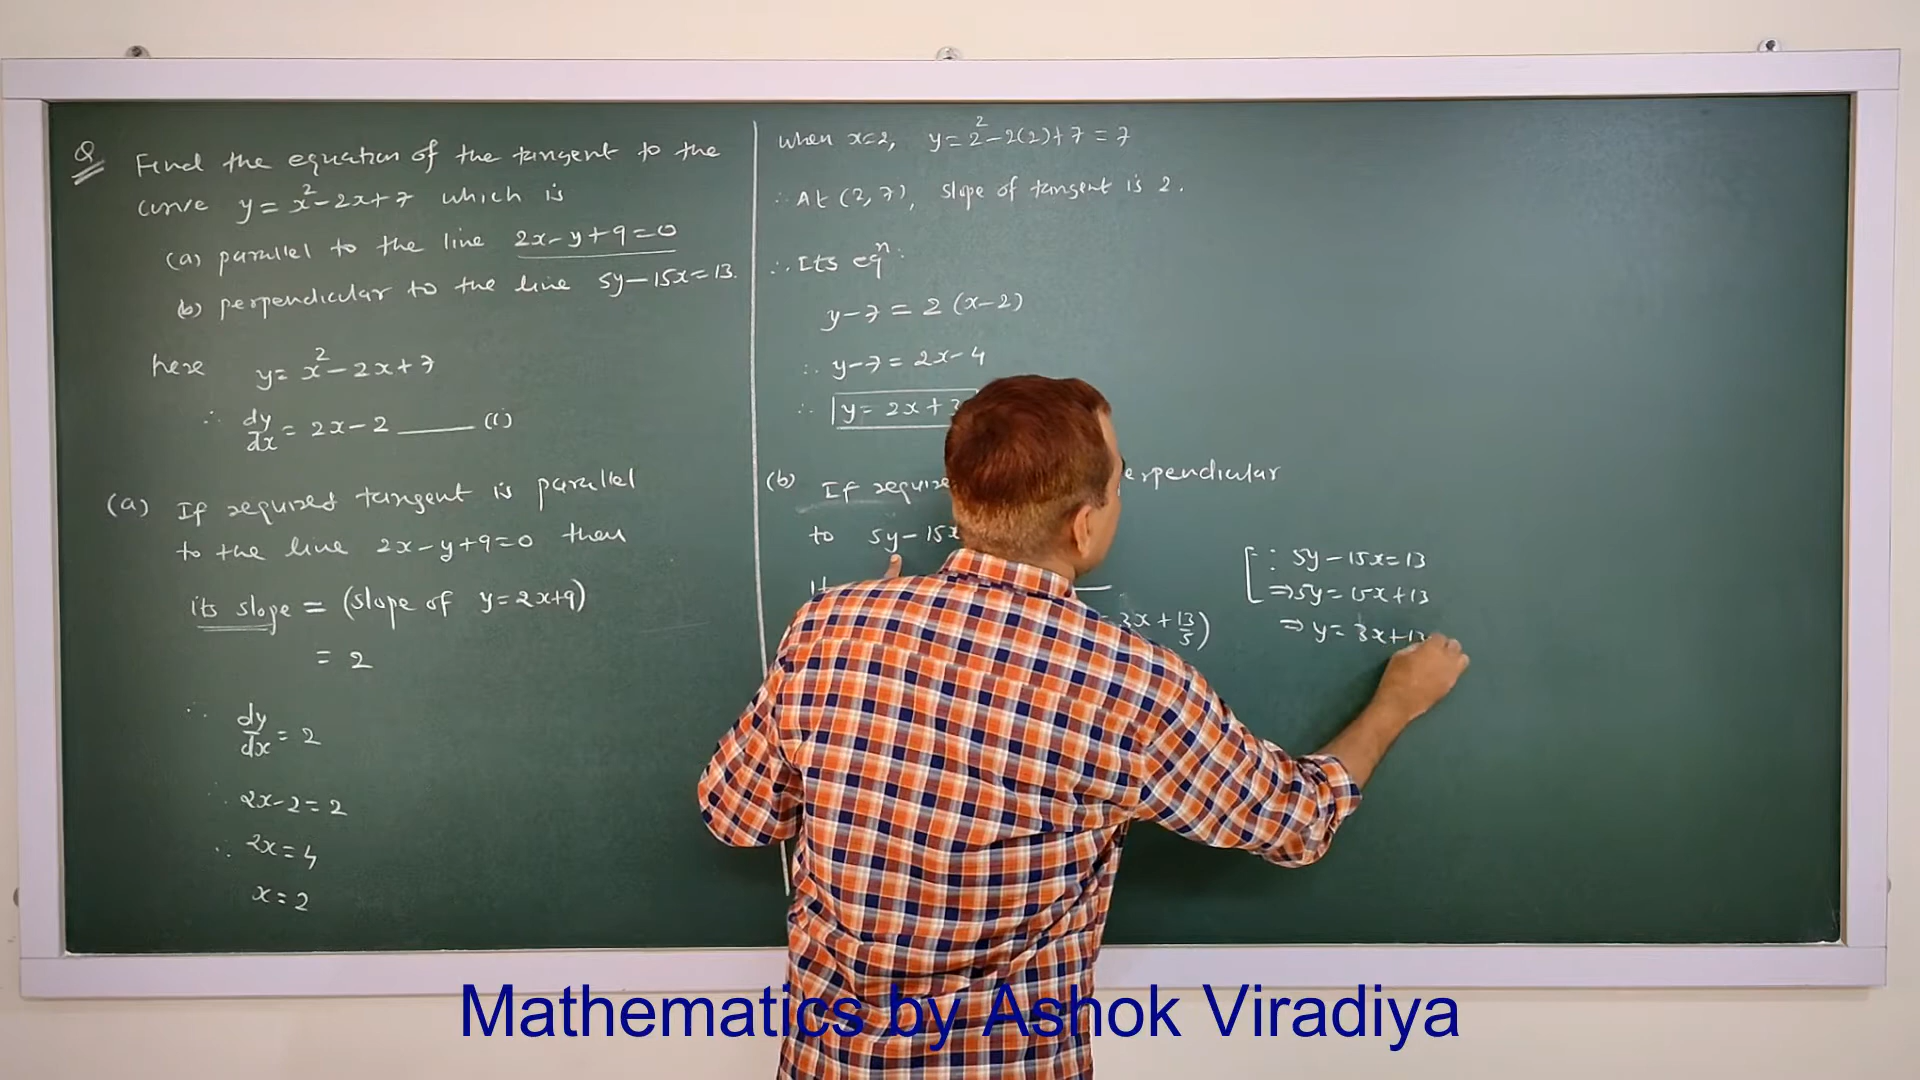 Q Find the equation of the tangent to the
curve y = x² - 2x + 7 which is
(a) parallel to the line 2x - y + 9 = 0
(b) perpendicular to the line 5y - 15x = 13.
here y = x² - 2x + 7
∴ dy/dx = 2x - 2 ——— (i)
(a) If required tangent is parallel
to the line 2x - y + 9 = 0 then
its slope = (slope of y = 2x + 9)
= 2
∴ dy/dx = 2
∴ 2x - 2 = 2
∴ 2x = 4
x = 2
when x = 2, y = 2² - 2(2) + 7 = 7
∴ At (2, 7), slope of tangent is 2.
∴ Its eqⁿ:
y - 7 = 2 (x - 2)
∴ y - 7 = 2x - 4
∴ y = 2x + 3
(b) If require erpendicular
to 5y - 15x
It
= 3x + 13/5)
[∵ 5y - 15x = 13
⇒ 5y = 15x + 13
⇒ y = 3x + 13
Mathematics by Ashok Viradiya